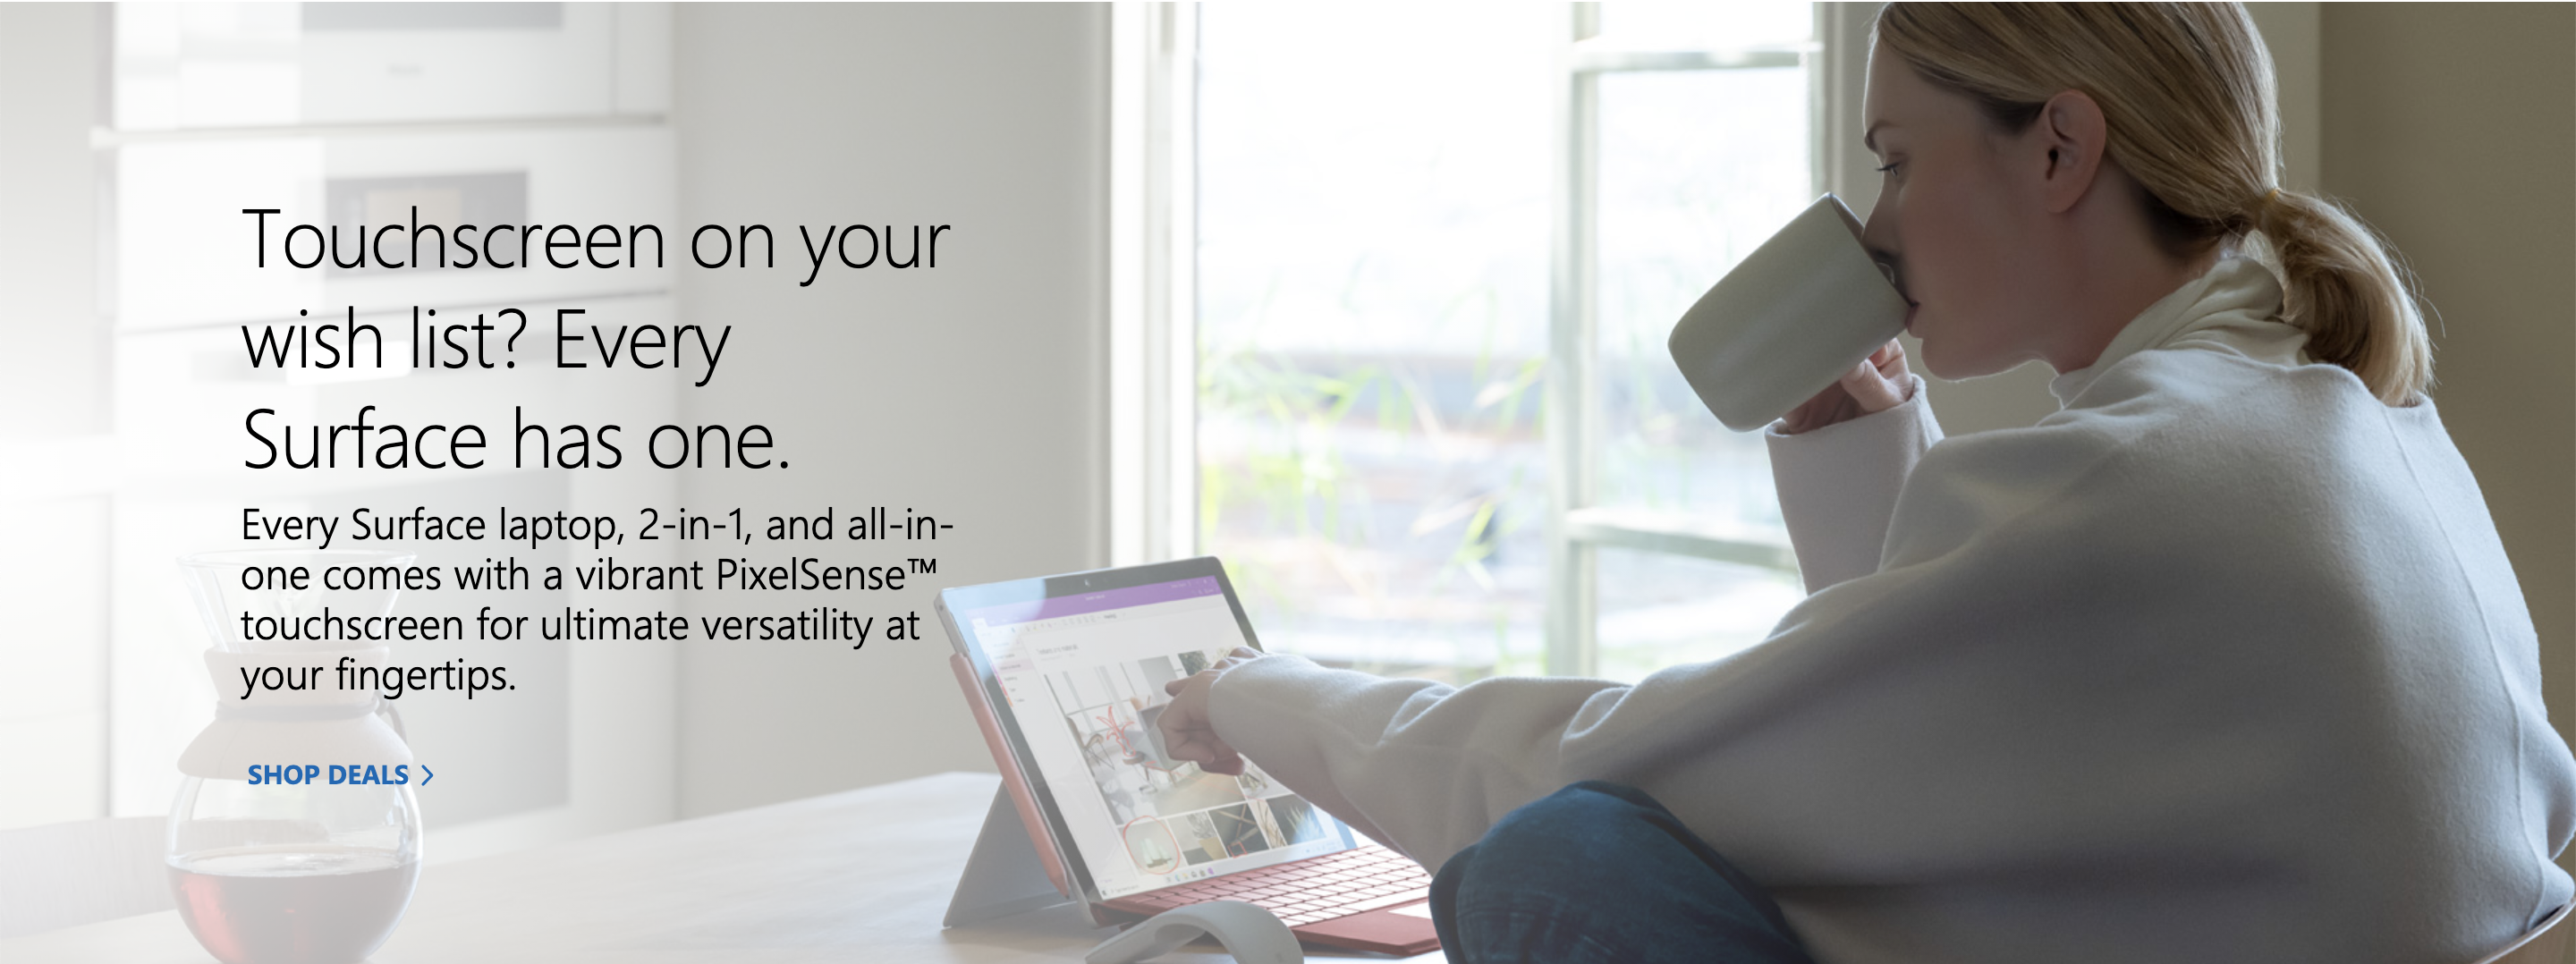 Touchscreen on your
wish list? Every
Surface has one.
Every Surface laptop, 2-in-1, and all-in-
one comes with a vibrant PixelSense™
touchscreen for ultimate versatility at
your fingertips.
SHOP DEALS >